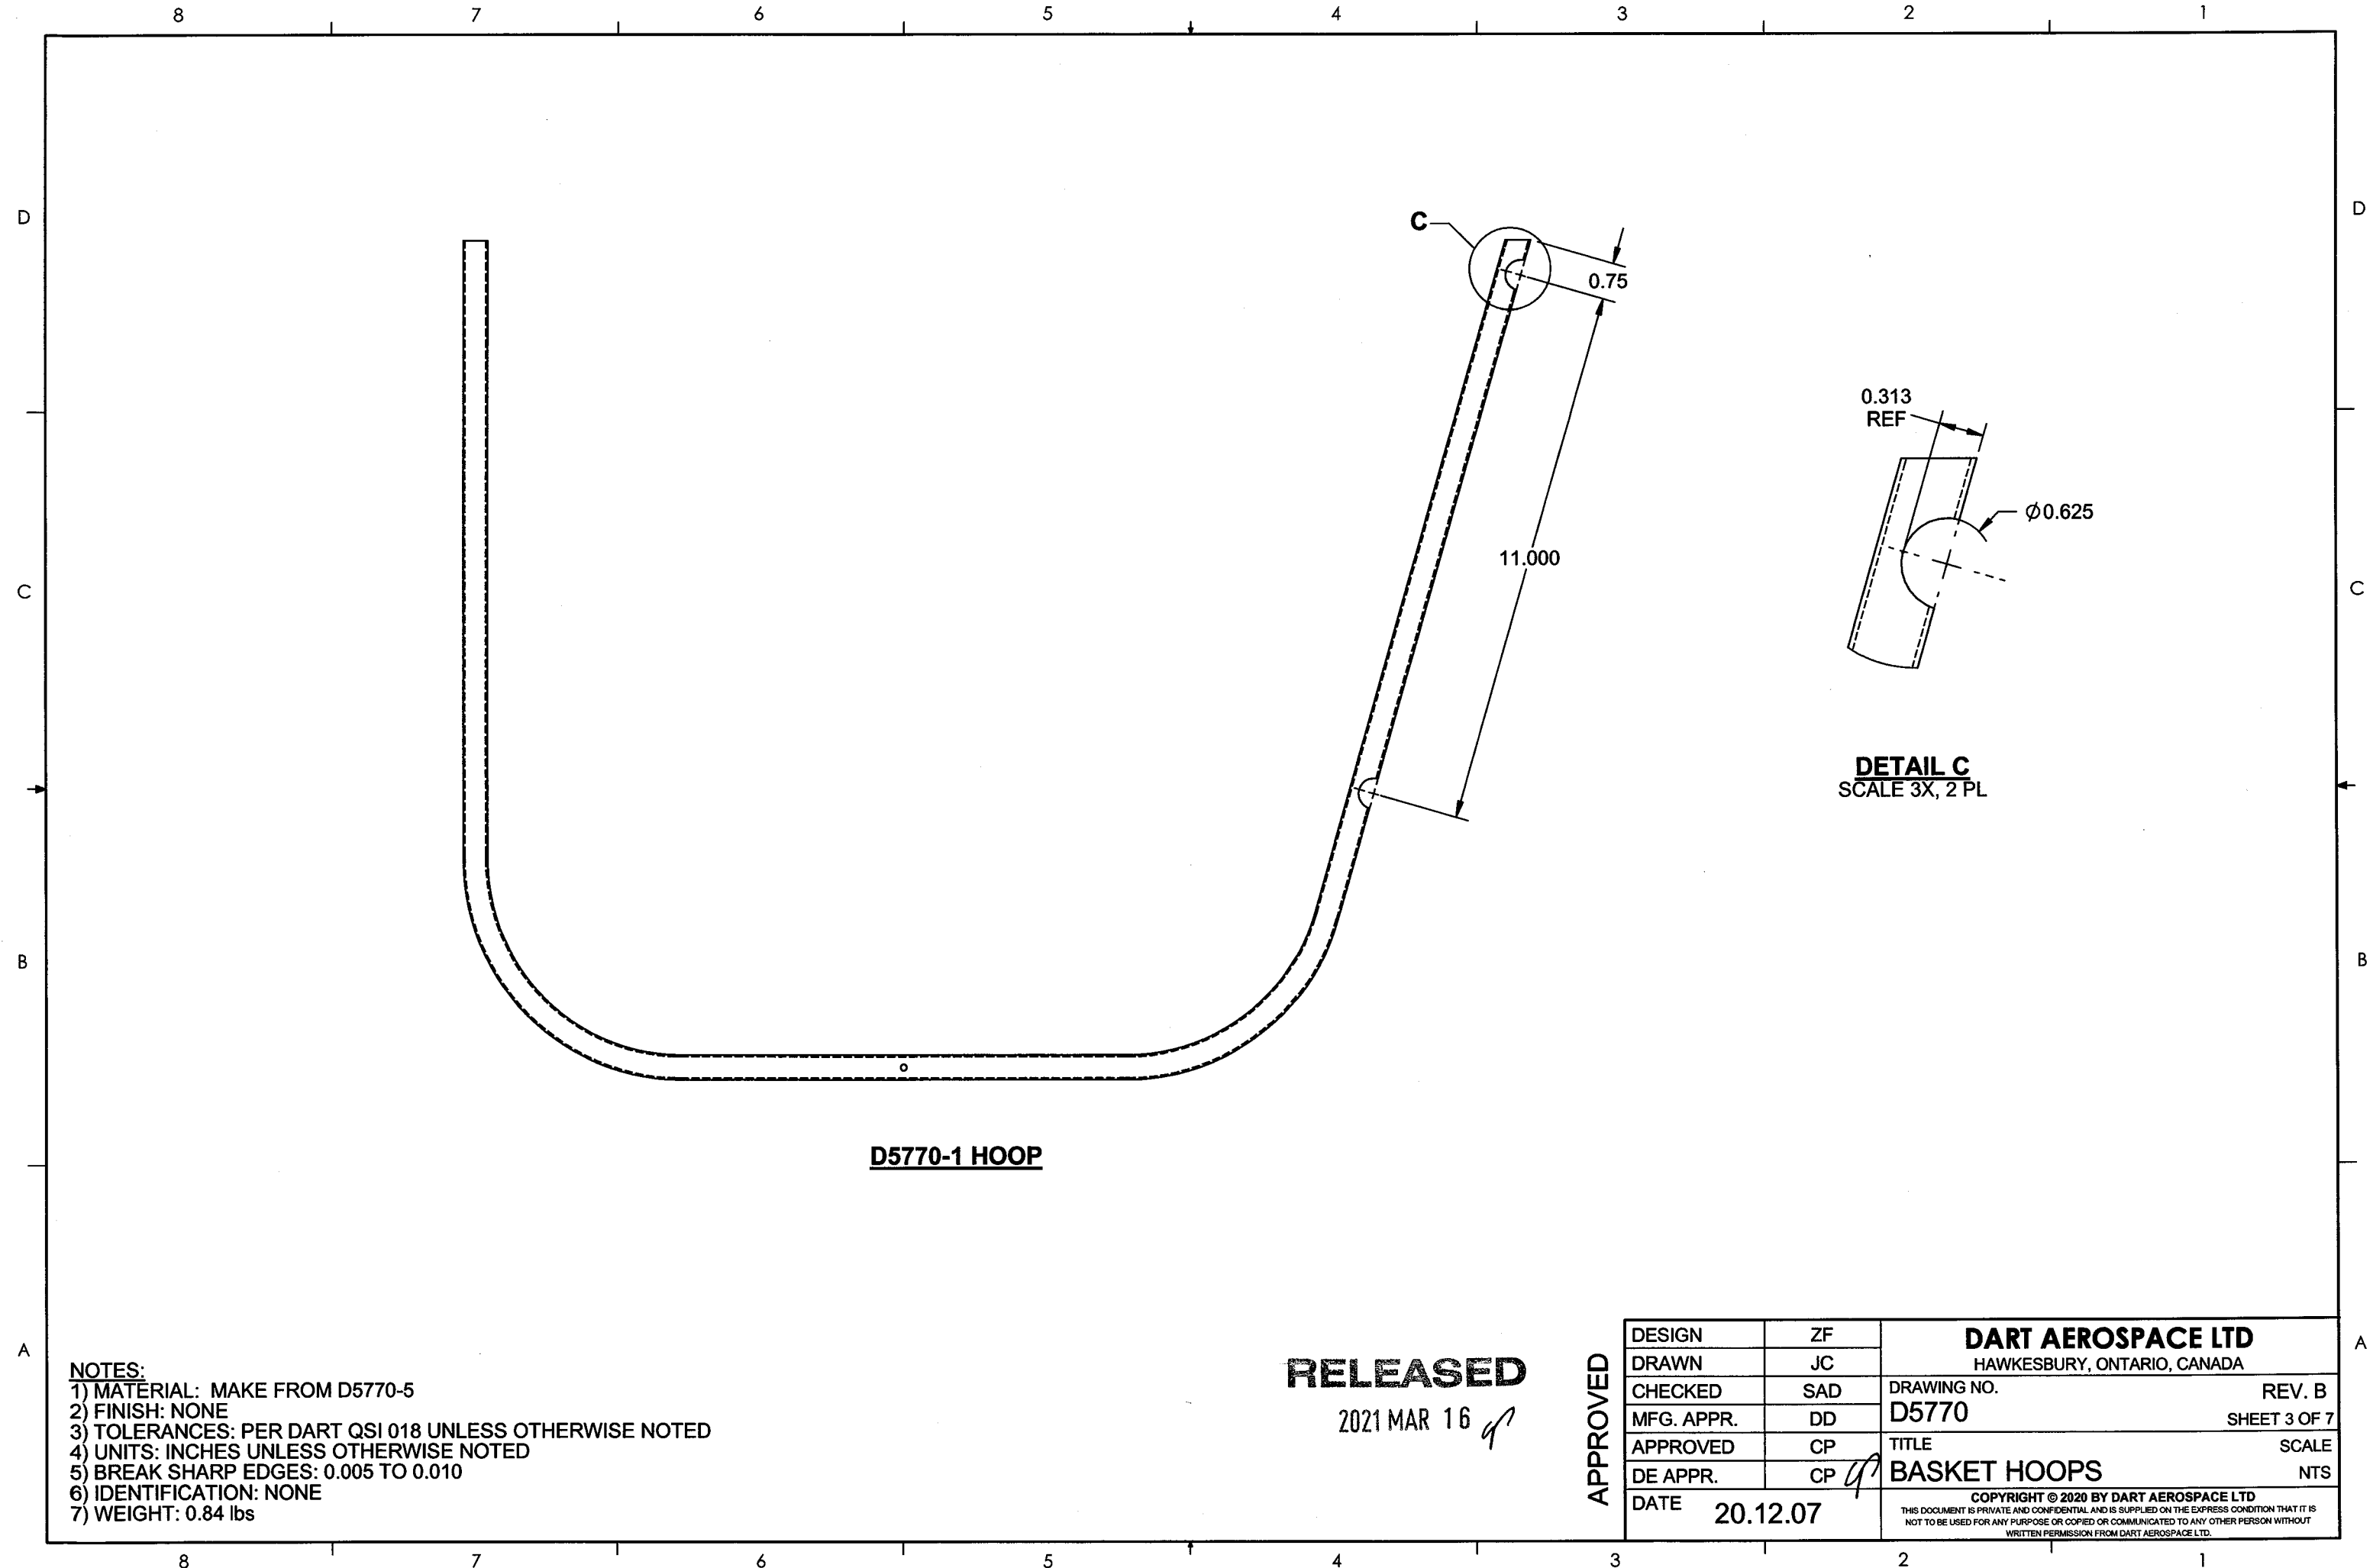 8 7 6 5 4 3 2 1
D
D
C
0.75
0.313
REF
11.000
Ø0.625
C
C
DETAIL C
SCALE 3X, 2 PL
B
B
D5770-1 HOOP
A
A
NOTES:
1) MATERIAL: MAKE FROM D5770-5
2) FINISH: NONE
3) TOLERANCES: PER DART QSI 018 UNLESS OTHERWISE NOTED
4) UNITS: INCHES UNLESS OTHERWISE NOTED
5) BREAK SHARP EDGES: 0.005 TO 0.010
6) IDENTIFICATION: NONE
7) WEIGHT: 0.84 lbs
RELEASED
2021 MAR 16
APPROVED
DESIGN ZF
DRAWN JC
CHECKED SAD
MFG. APPR. DD
APPROVED CP
DE APPR. CP
DATE 20.12.07
DART AEROSPACE LTD
HAWKESBURY, ONTARIO, CANADA
DRAWING NO. REV. B
D5770 SHEET 3 OF 7
TITLE SCALE
BASKET HOOPS NTS
COPYRIGHT © 2020 BY DART AEROSPACE LTD
THIS DOCUMENT IS PRIVATE AND CONFIDENTIAL AND IS SUPPLIED ON THE EXPRESS CONDITION THAT IT IS
NOT TO BE USED FOR ANY PURPOSE OR COPIED OR COMMUNICATED TO ANY OTHER PERSON WITHOUT
WRITTEN PERMISSION FROM DART AEROSPACE LTD.
8 7 6 5 4 3 2 1